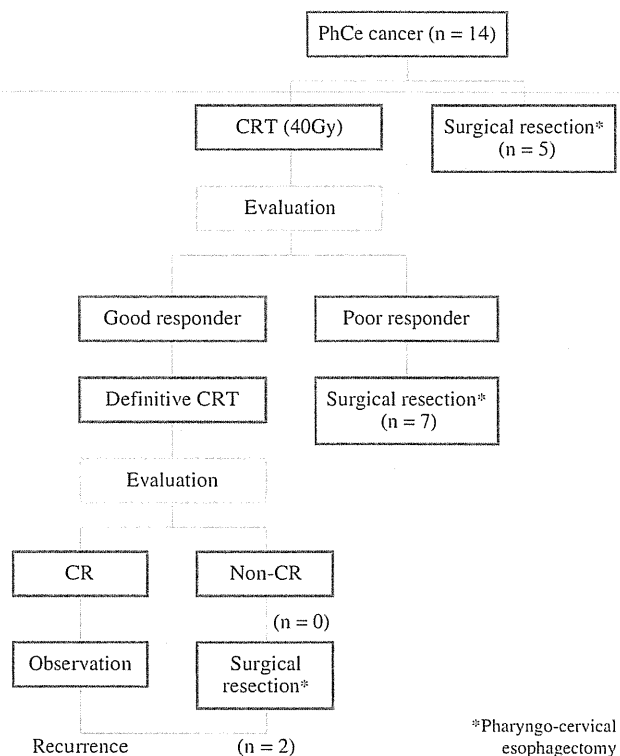 PhCe cancer (n = 14)
CRT (40Gy)
Surgical resection*
(n = 5)
Evaluation
Good responder
Poor responder
Definitive CRT
Surgical resection*
(n = 7)
Evaluation
CR
Non-CR
(n = 0)
Observation
Surgical
resection*
Recurrence
(n = 2)
*Pharyngo-cervical
esophagectomy